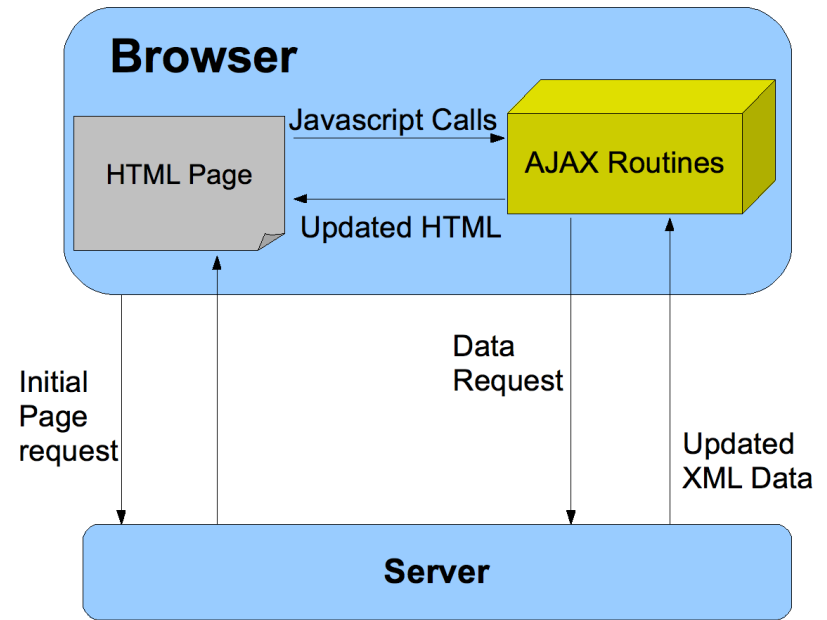 Browser
Javascript Calls
HTML Page
AJAX Routines
Updated HTML
Initial
Page
request
Data
Request
Updated
XML Data
Server